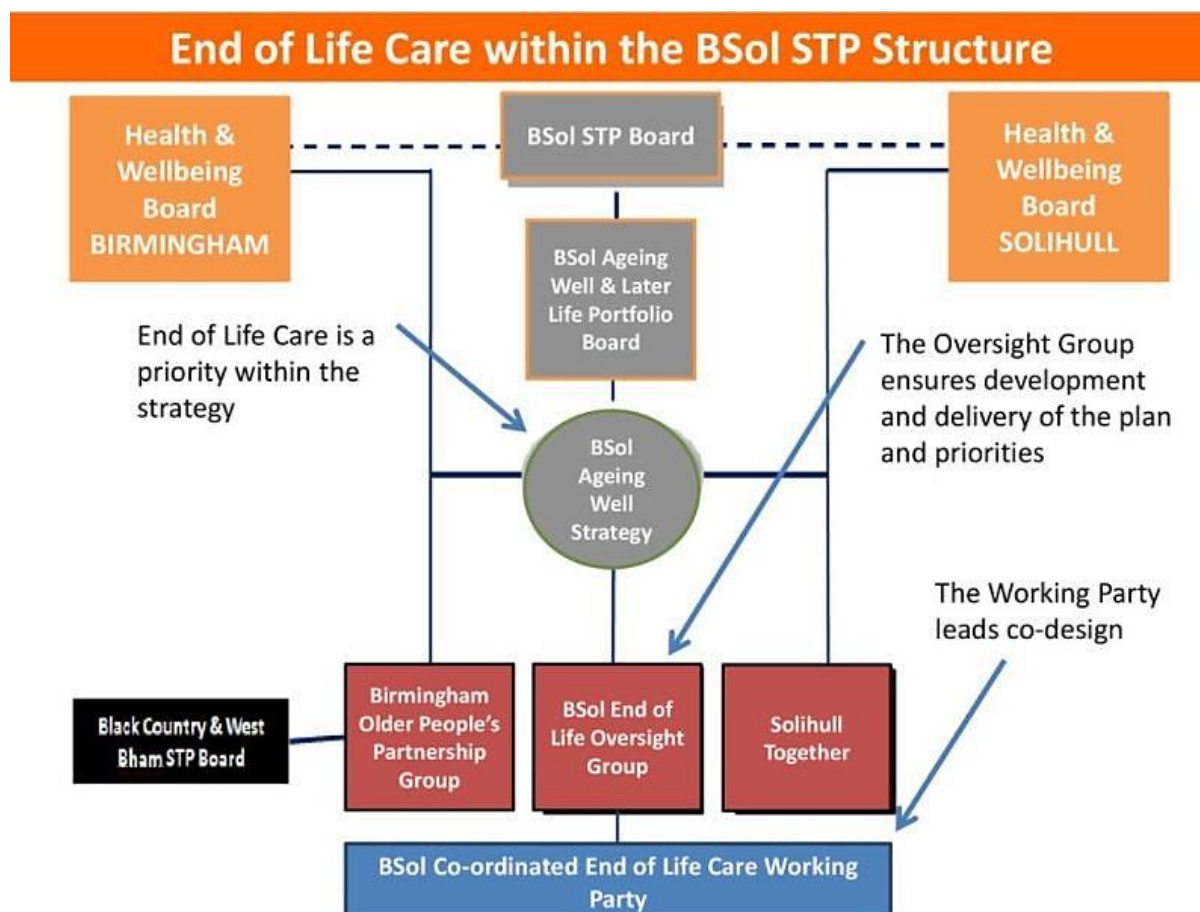 End of Life Care within the BSol STP Structure
Health &
Wellbeing
Board
BIRMINGHAM
BSol STP Board
Health &
Wellbeing
Board
SOLIHULL
BSol Ageing
Well & Later
Life Portfolio
Board
End of Life Care is a
priority within the
strategy
The Oversight Group
ensures development
and delivery of the plan
and priorities
BSol
Ageing
Well
Strategy
The Working Party
leads co-design
Black Country & West
Bham STP Board
Birmingham
Older People's
Partnership
Group
BSol End of
Life Oversight
Group
Solihull
Together
BSol Co-ordinated End of Life Care Working
Party